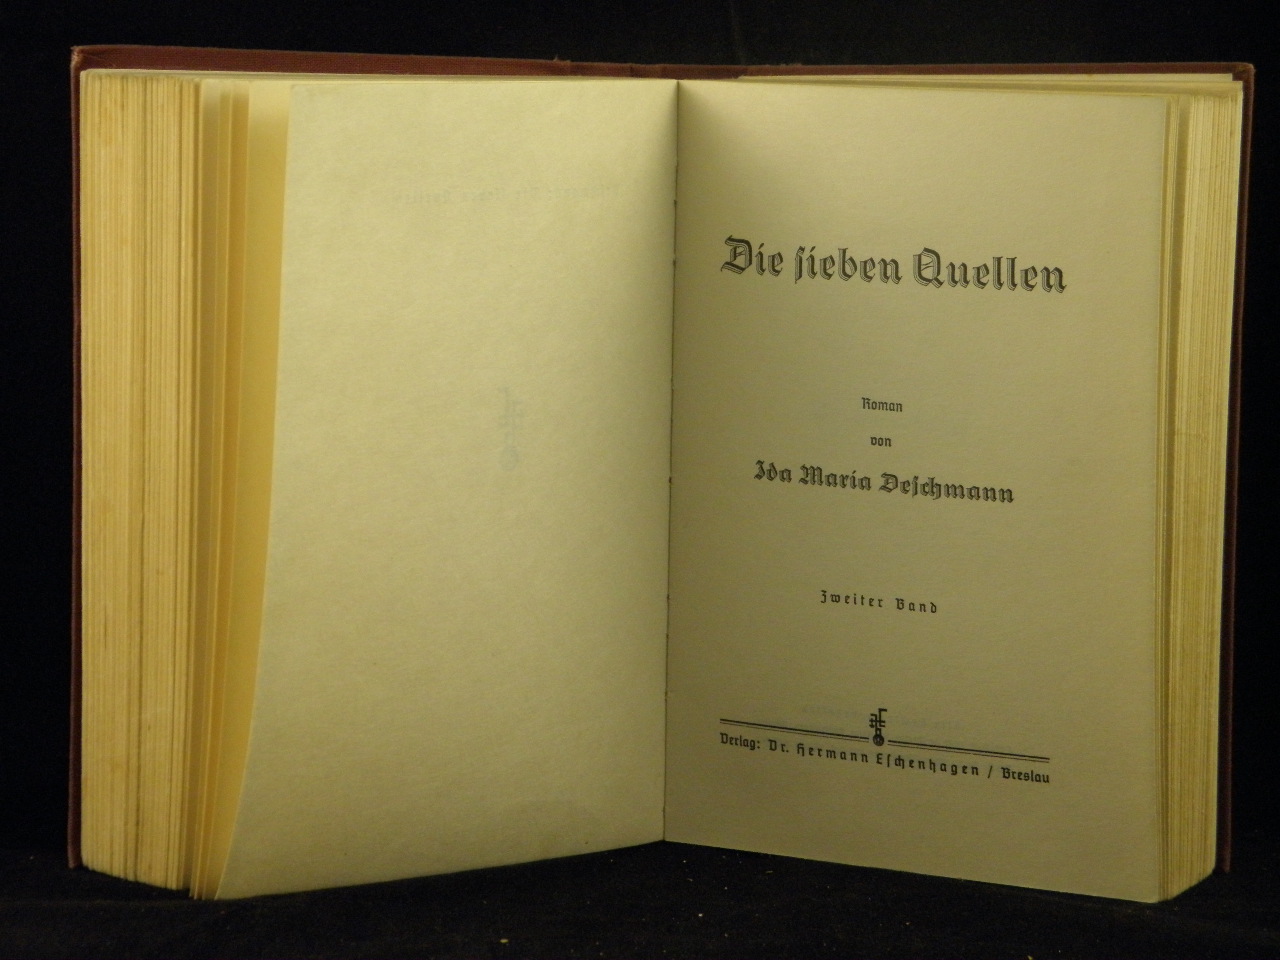 Die sieben Quellen
Roman
von
Ida Maria Deschmann
Zweiter Band
Verlag: Dr. Hermann Eschenhagen / Breslau